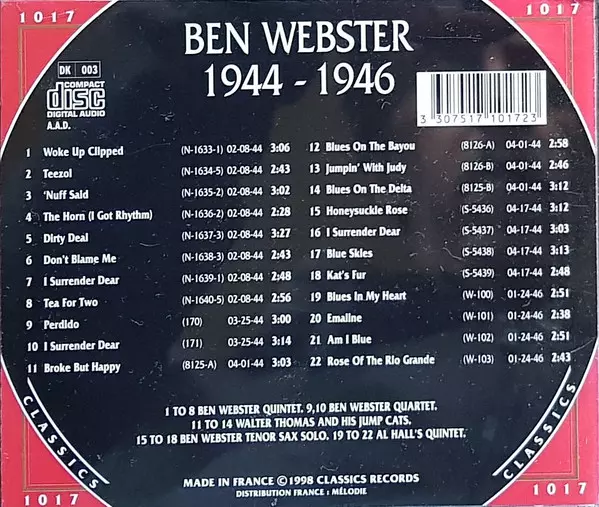 1017
1017
BEN WEBSTER
1944 - 1946
DK 003
COMPACT
disc
DIGITAL AUDIO
A.A.D.
3 307517 101723
1 Woke Up Clipped (N-1633-1) 02-08-44 3:06
2 Teezol (N-1634-5) 02-08-44 2:43
3 'Nuff Said (N-1635-2) 02-08-44 3:02
4 The Horn (I Got Rhythm) (N-1636-2) 02-08-44 2:28
5 Dirty Deal (N-1637-3) 02-08-44 3:27
6 Don't Blame Me (N-1638-3) 02-08-44 2:43
7 I Surrender Dear (N-1639-1) 02-08-44 2:48
8 Tea For Two (N-1640-5) 02-08-44 2:56
9 Perdido (170) 03-25-44 3:00
10 I Surrender Dear (171) 03-25-44 3:14
11 Broke But Happy (8125-A) 04-01-44 3:03
12 Blues On The Bayou (8126-A) 04-01-44 2:58
13 Jumpin' With Judy (8126-B) 04-01-44 2:46
14 Blues On The Delta (8125-B) 04-01-44 3:12
15 Honeysuckle Rose (S-5436) 04-17-44 3:12
16 I Surrender Dear (S-5437) 04-17-44 3:03
17 Blue Skies (S-5438) 04-17-44 3:13
18 Kat's Fur (S-5439) 04-17-44 2:48
19 Blues In My Heart (W-100) 01-24-46 2:51
20 Emaline (W-101) 01-24-46 2:38
21 Am I Blue (W-102) 01-24-46 2:51
22 Rose Of The Rio Grande (W-103) 01-24-46 2:43
1 TO 8 BEN WEBSTER QUINTET. 9,10 BEN WEBSTER QUARTET.
11 TO 14 WALTER THOMAS AND HIS JUMP CATS.
15 TO 18 BEN WEBSTER TENOR SAX SOLO. 19 TO 22 AL HALL'S QUINTET.
CLASSICS
CLASSICS
MADE IN FRANCE ©1998 CLASSICS RECORDS
DISTRIBUTION FRANCE : MÉLODIE
1017
1017